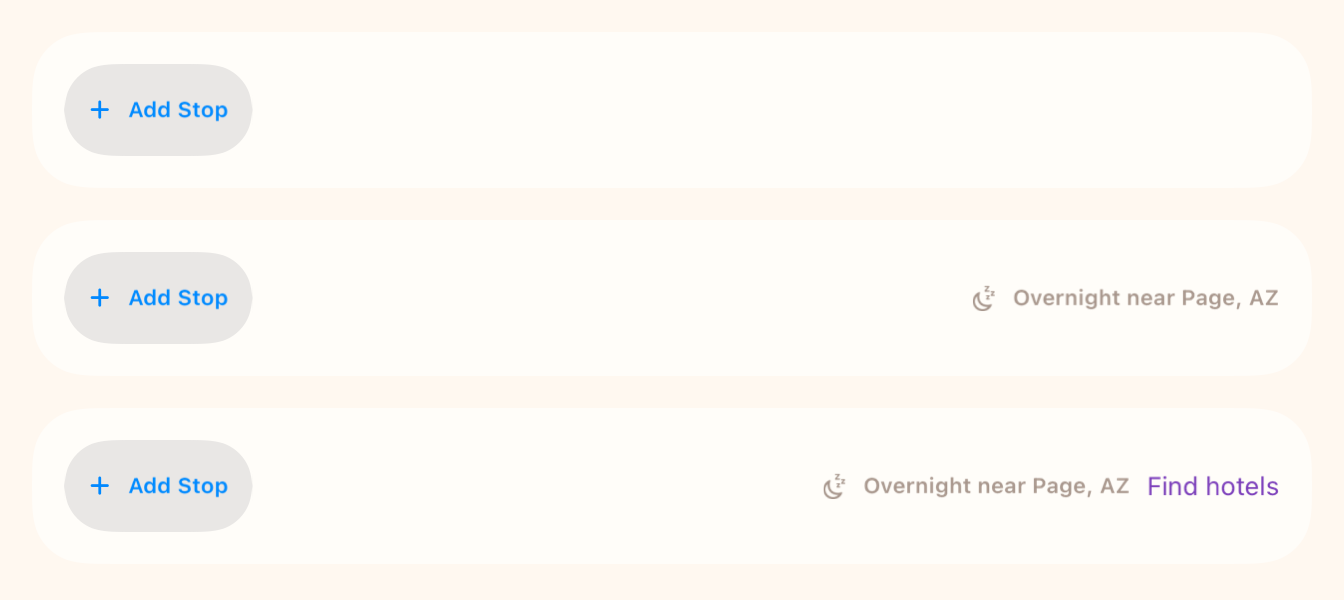 + Add Stop
+ Add Stop Overnight near Page, AZ
+ Add Stop Overnight near Page, AZ Find hotels